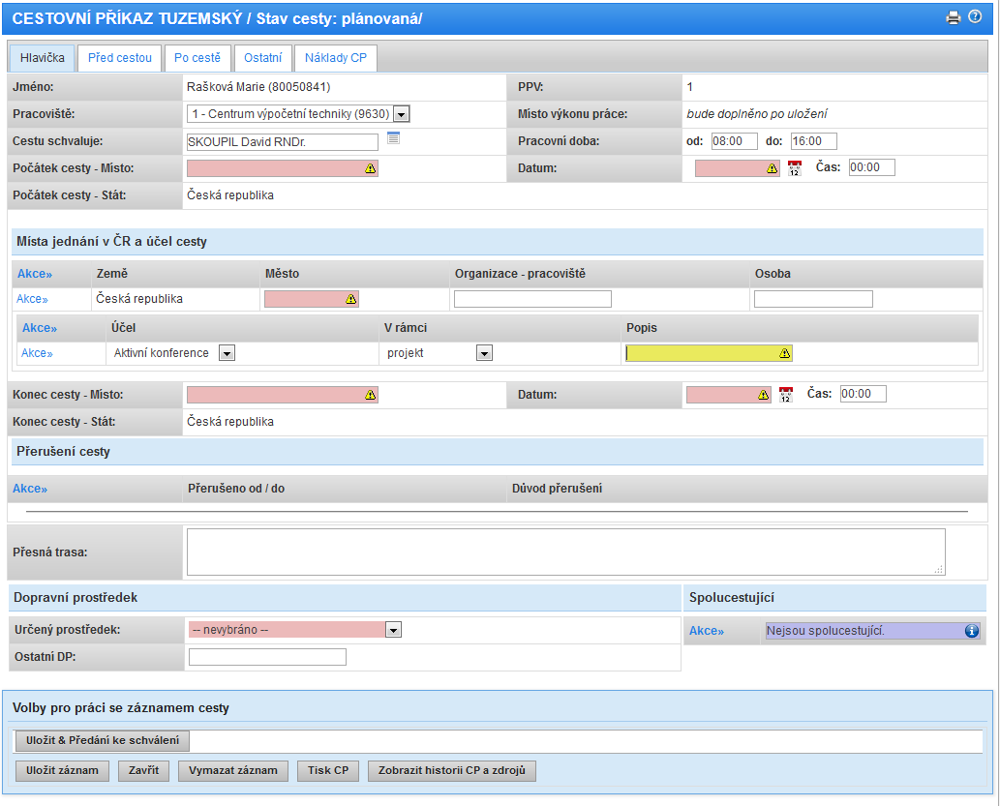 CESTOVNÍ PŘÍKAZ TUZEMSKÝ / Stav cesty: plánovaná/
Hlavička Před cestou Po cestě Ostatní Náklady CP
Jméno: Rašková Marie (80050841) PPV: 1
Pracoviště: 1 - Centrum výpočetní techniky (9630) Místo výkonu práce: bude doplněno po uložení
Cestu schvaluje: SKOUPIL David RNDr. Pracovní doba: od: 08:00 do: 16:00
Počátek cesty - Místo: Datum: 12 Čas: 00:00
Počátek cesty - Stát: Česká republika
Místa jednání v ČR a účel cesty
Akce» Země Město Organizace - pracoviště Osoba
Akce» Česká republika
Akce» Účel V rámci Popis
Akce» Aktivní konference projekt
Konec cesty - Místo: Datum: 12 Čas: 00:00
Konec cesty - Stát: Česká republika
Přerušení cesty
Akce» Přerušeno od / do Důvod přerušení
Přesná trasa:
Dopravní prostředek Spolucestující
Určený prostředek: -- nevybráno -- Akce» Nejsou spolucestující.
Ostatní DP:
Volby pro práci se záznamem cesty
Uložit & Předání ke schválení
Uložit záznam Zavřít Vymazat záznam Tisk CP Zobrazit historii CP a zdrojů